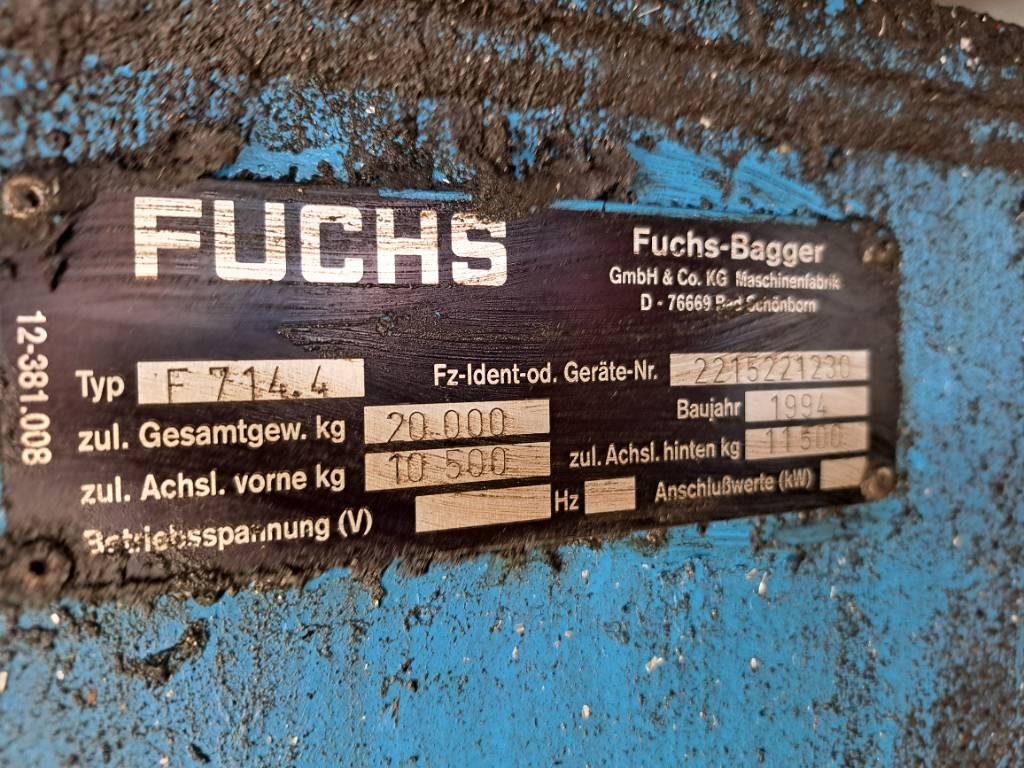 FUCHS
Fuchs-Bagger
GmbH & Co. KG Maschinenfabrik
D - 76669 Bad Schönborn
12-381.008
Typ F 714.4
Fz-Ident-od. Geräte-Nr. 2215221230
zul. Gesamtgew. kg 20.000
Baujahr 1994
zul. Achsl. vorne kg 10 500
zul. Achsl. hinten kg 11500
Betriebsspannung (V) Hz Anschlußwerte (kW)